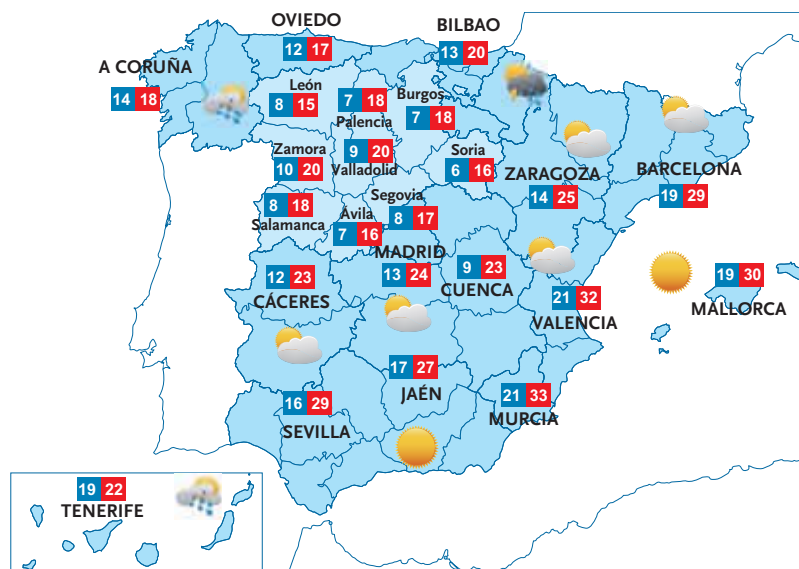 OVIEDO
12 17
BILBAO
13 20
A CORUÑA
14 18
León
8 15
7 18
Palencia
Burgos
7 18
Zamora
10 20
9 20
Valladolid
Soria
6 16
ZARAGOZA
14 25
BARCELONA
19 29
8 18
Salamanca
Ávila
7 16
Segovia
8 17
MADRID
13 24
9 23
CUENCA
12 23
CÁCERES
21 32
VALENCIA
19 30
MALLORCA
17 27
JAÉN
16 29
SEVILLA
21 33
MURCIA
19 22
TENERIFE